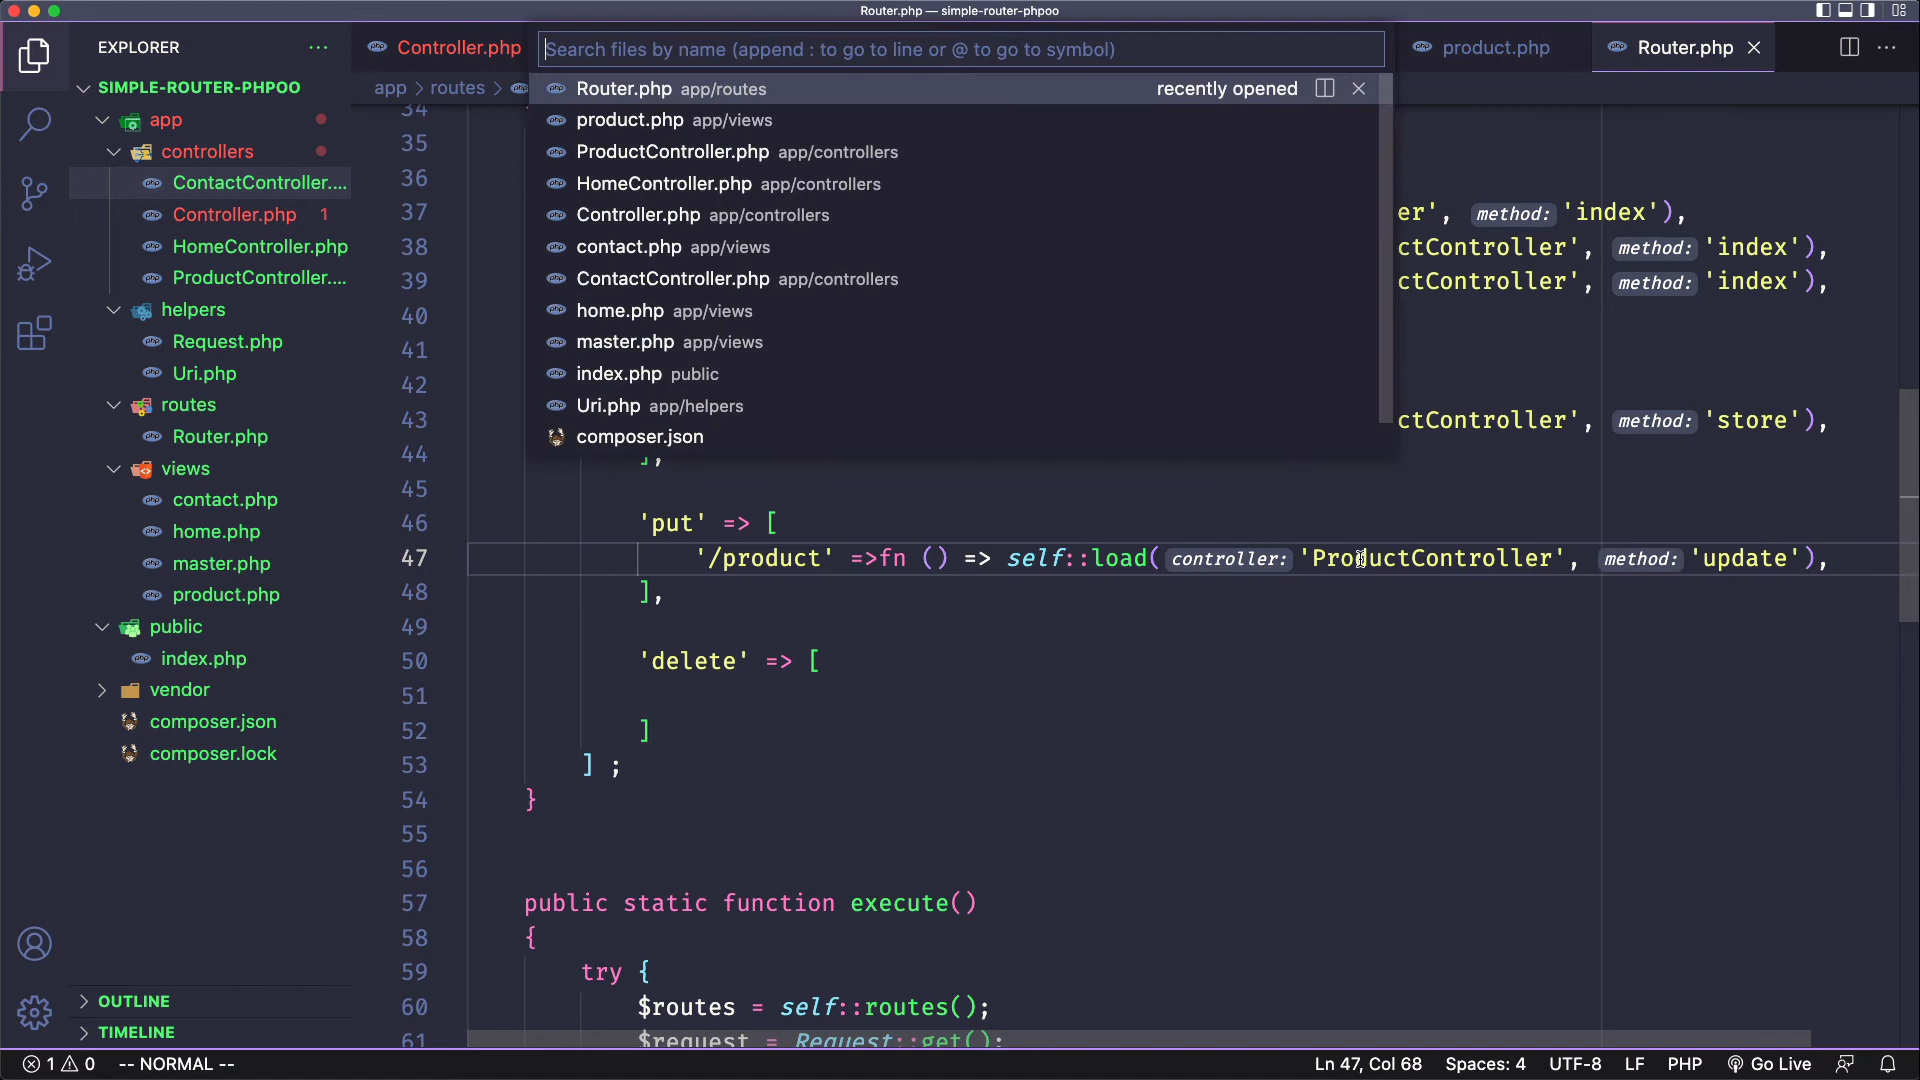 Router.php — simple-router-phpoo
EXPLORER
SIMPLE-ROUTER-PHPOO
app
controllers
ContactController....
Controller.php 1
HomeController.php
ProductController....
helpers
Request.php
Uri.php
routes
Router.php
views
contact.php
home.php
master.php
product.php
public
index.php
vendor
composer.json
composer.lock
OUTLINE
TIMELINE
Controller.php
product.php
Router.php
app > routes >
Search files by name (append : to go to line or @ to go to symbol)
Router.php app/routes recently opened
product.php app/views
ProductController.php app/controllers
HomeController.php app/controllers
Controller.php app/controllers
contact.php app/views
ContactController.php app/controllers
home.php app/views
master.php app/views
index.php public
Uri.php app/helpers
composer.json
34
35
36
37 er', method: 'index'),
38 ctController', method: 'index'),
39 ctController', method: 'index'),
40
41
42
43 ctController', method: 'store'),
44 ],
45
46 'put' => [
47 '/product' =>fn () => self::load( controller: 'ProductController', method: 'update'),
48 ],
49
50 'delete' => [
51
52 ]
53 ] ;
54 }
55
56
57 public static function execute()
58 {
59 try {
60 $routes = self::routes();
61 $request = Request::get();
1 0 -- NORMAL -- Ln 47, Col 68 Spaces: 4 UTF-8 LF PHP Go Live